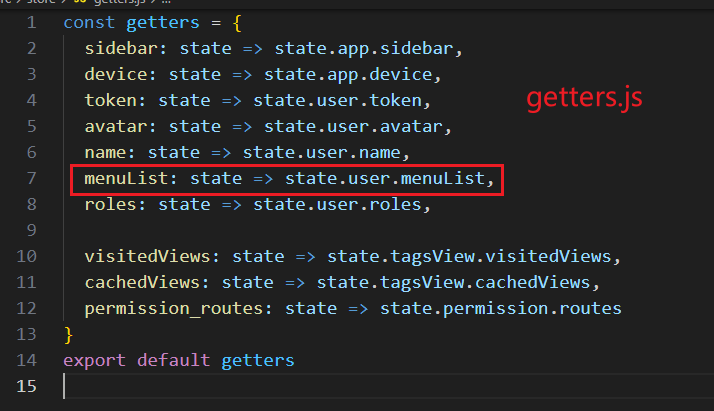 store > getters.js > ...
1 const getters = {
2   sidebar: state => state.app.sidebar,
3   device: state => state.app.device,
4   token: state => state.user.token,
5   avatar: state => state.user.avatar,
6   name: state => state.user.name,
7   menuList: state => state.user.menuList,
8   roles: state => state.user.roles,
9
10   visitedViews: state => state.tagsView.visitedViews,
11   cachedViews: state => state.tagsView.cachedViews,
12   permission_routes: state => state.permission.routes
13 }
14 export default getters
15
getters.js